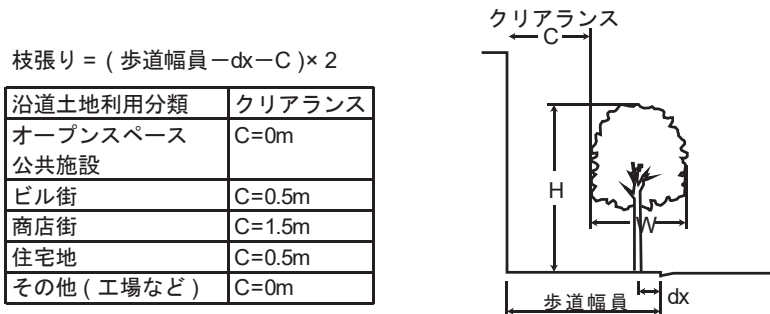 枝張り = ( 歩道幅員－dx－C )× 2
沿道土地利用分類 クリアランス
オープンスペース C=0m
公共施設
ビル街 C=0.5m
商店街 C=1.5m
住宅地 C=0.5m
その他 ( 工場など ) C=0m
クリアランス
C
H
W
歩道幅員
dx